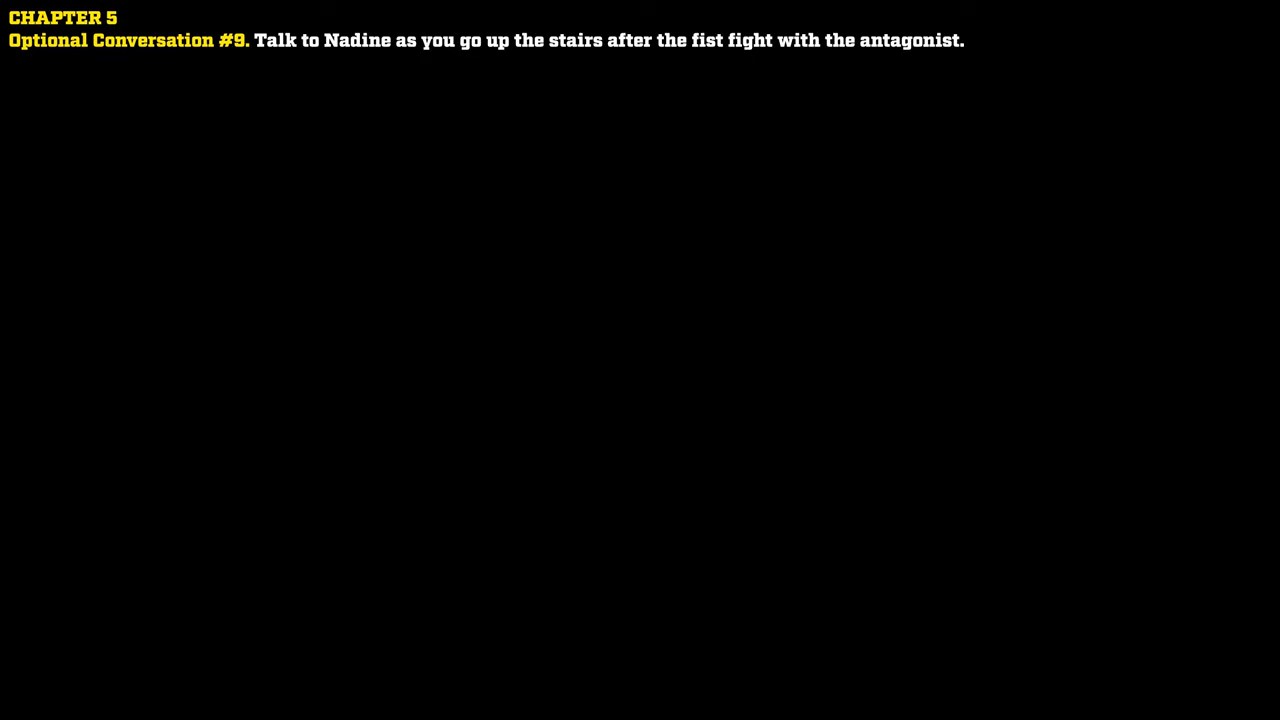 CHAPTER 5
Optional Conversation #9. Talk to Nadine as you go up the stairs after the fist fight with the antagonist.